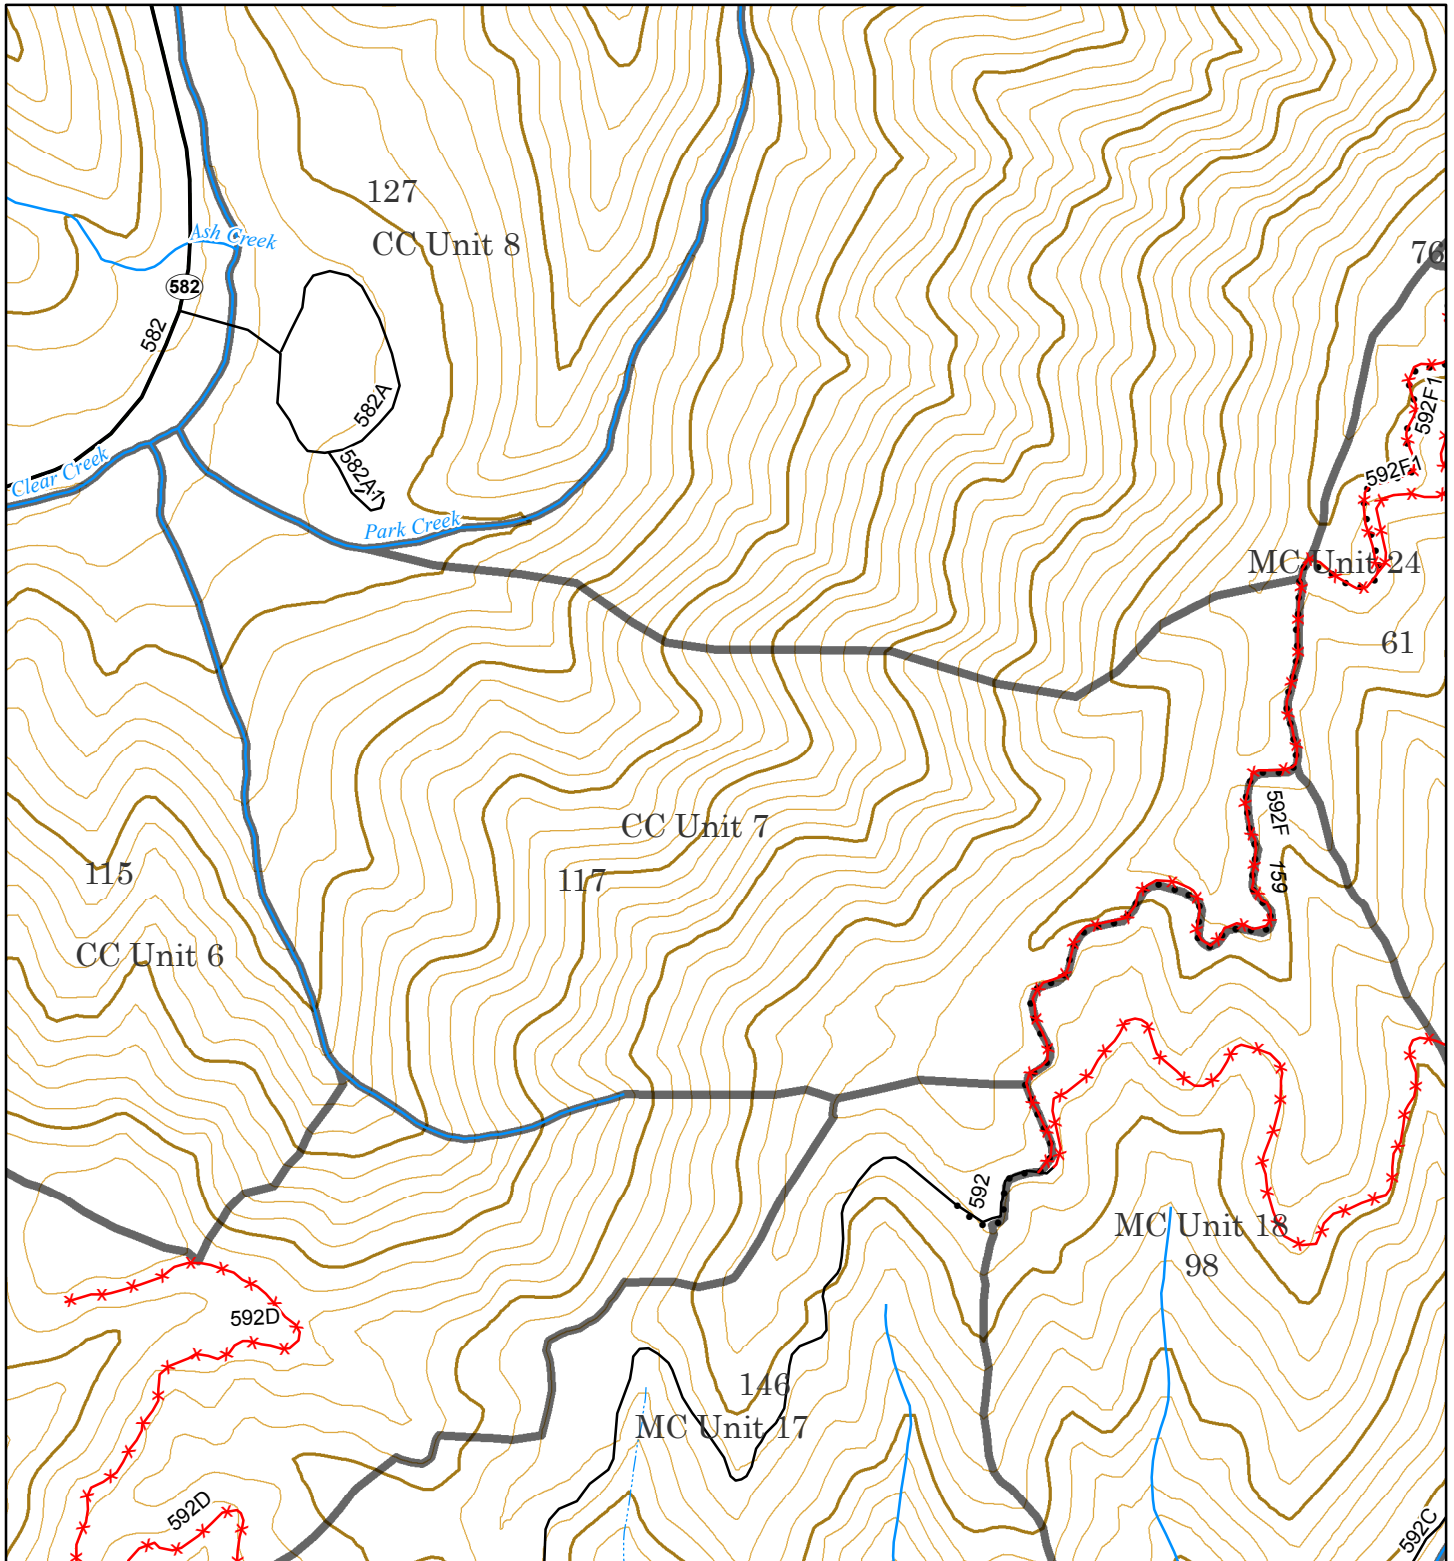 127
CC Unit 8
Ash Creek
76
582
582
582A
592F1
Clear Creek
582A1
592F1
Park Creek
MC Unit 24
61
592F
CC Unit 7
115
117
159
CC Unit 6
592
MC Unit 18
98
592D
146
MC Unit 17
592D
592C